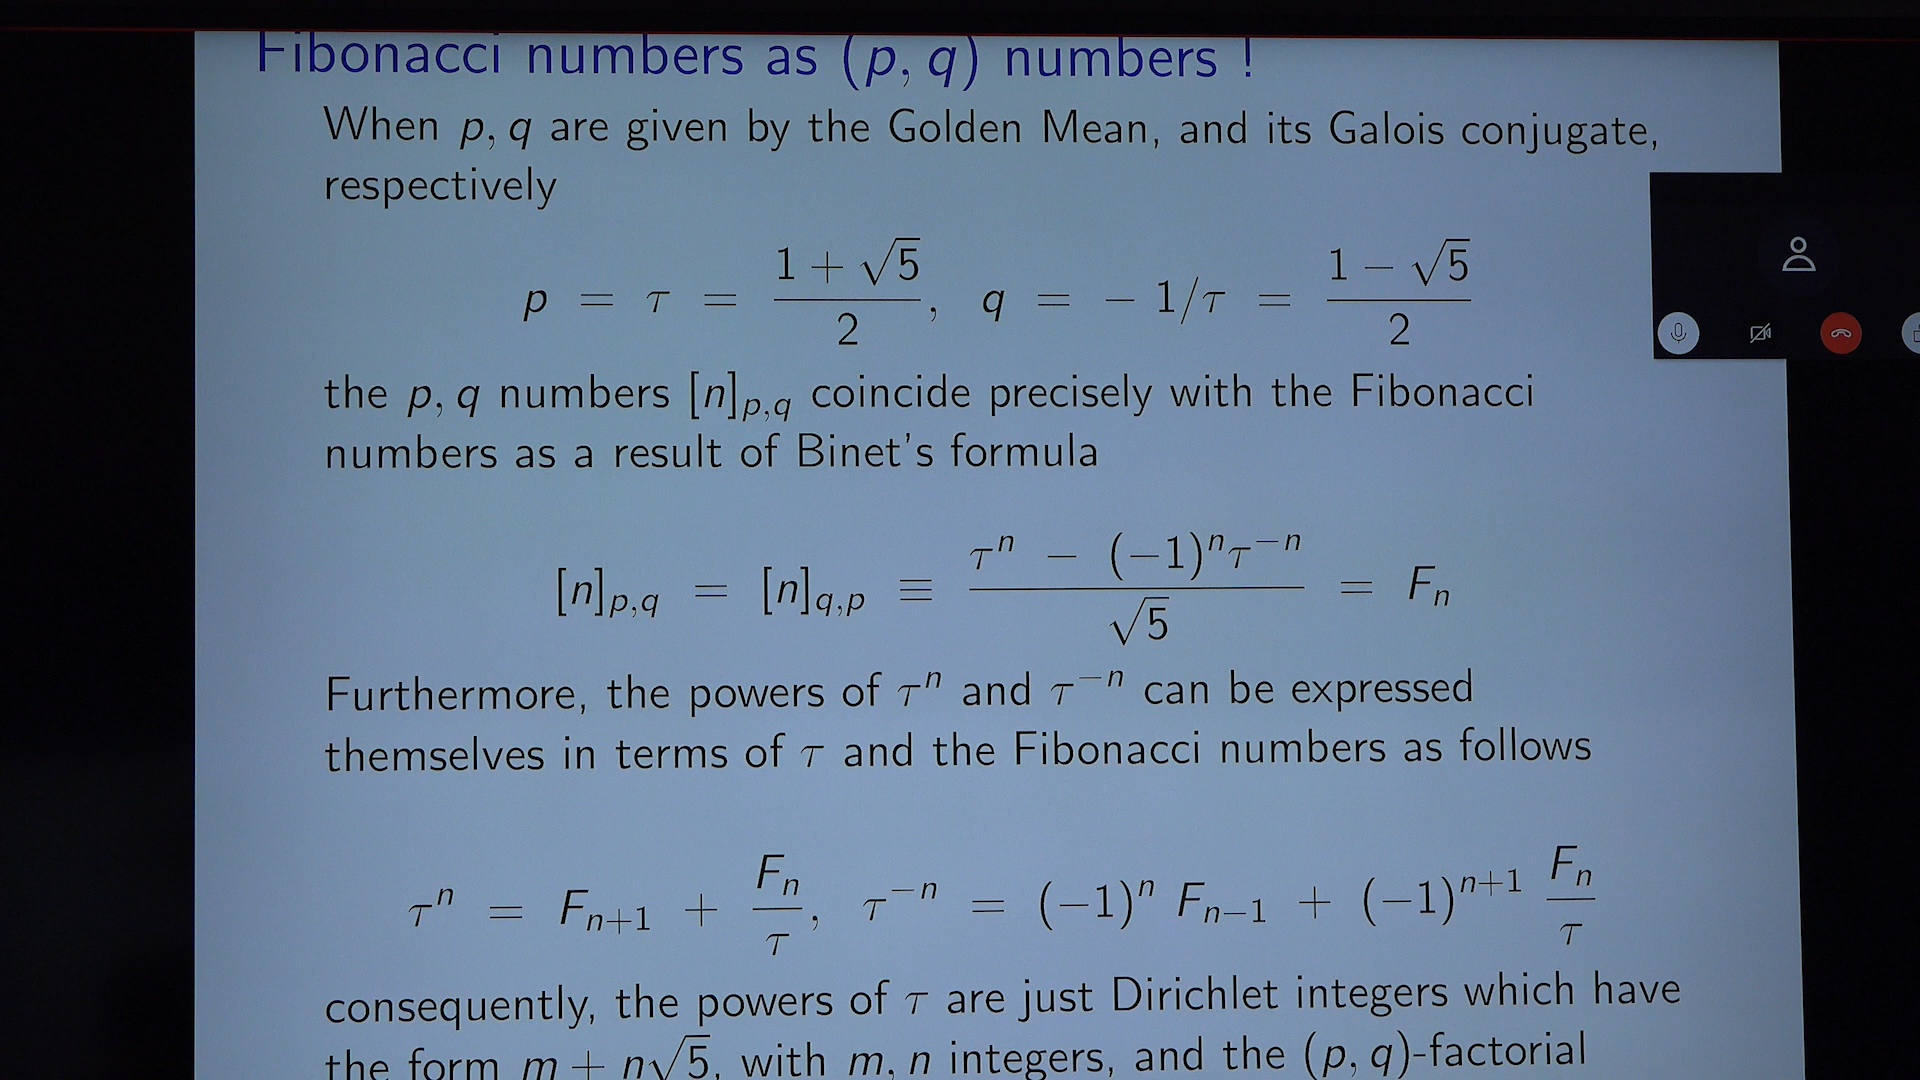 Fibonacci numbers as (p, q) numbers !
When p, q are given by the Golden Mean, and its Galois conjugate,
respectively
p = τ = (1 + √5)/2, q = − 1/τ = (1 − √5)/2
the p, q numbers [n]_{p,q} coincide precisely with the Fibonacci
numbers as a result of Binet's formula
[n]_{p,q} = [n]_{q,p} ≡ (τ^n − (−1)^n τ^{−n})/√5 = F_n
Furthermore, the powers of τ^n and τ^{−n} can be expressed
themselves in terms of τ and the Fibonacci numbers as follows
τ^n = F_{n+1} + F_n/τ, τ^{−n} = (−1)^n F_{n−1} + (−1)^{n+1} F_n/τ
consequently, the powers of τ are just Dirichlet integers which have
the form m + n√5, with m, n integers, and the (p, q)-factorial